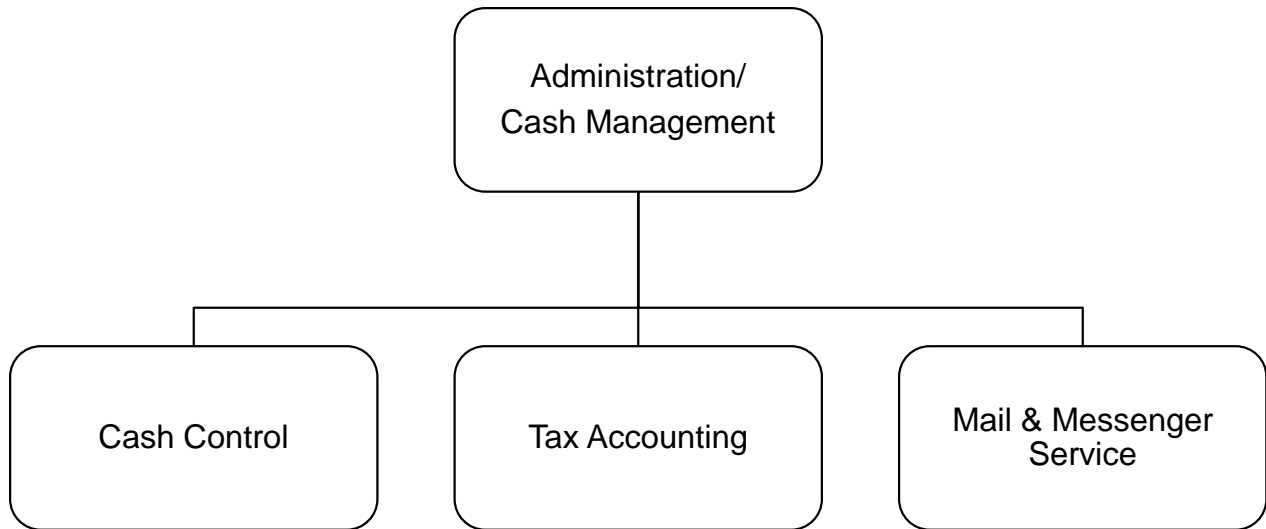 Administration/
Cash Management
Cash Control
Tax Accounting
Mail & Messenger
Service